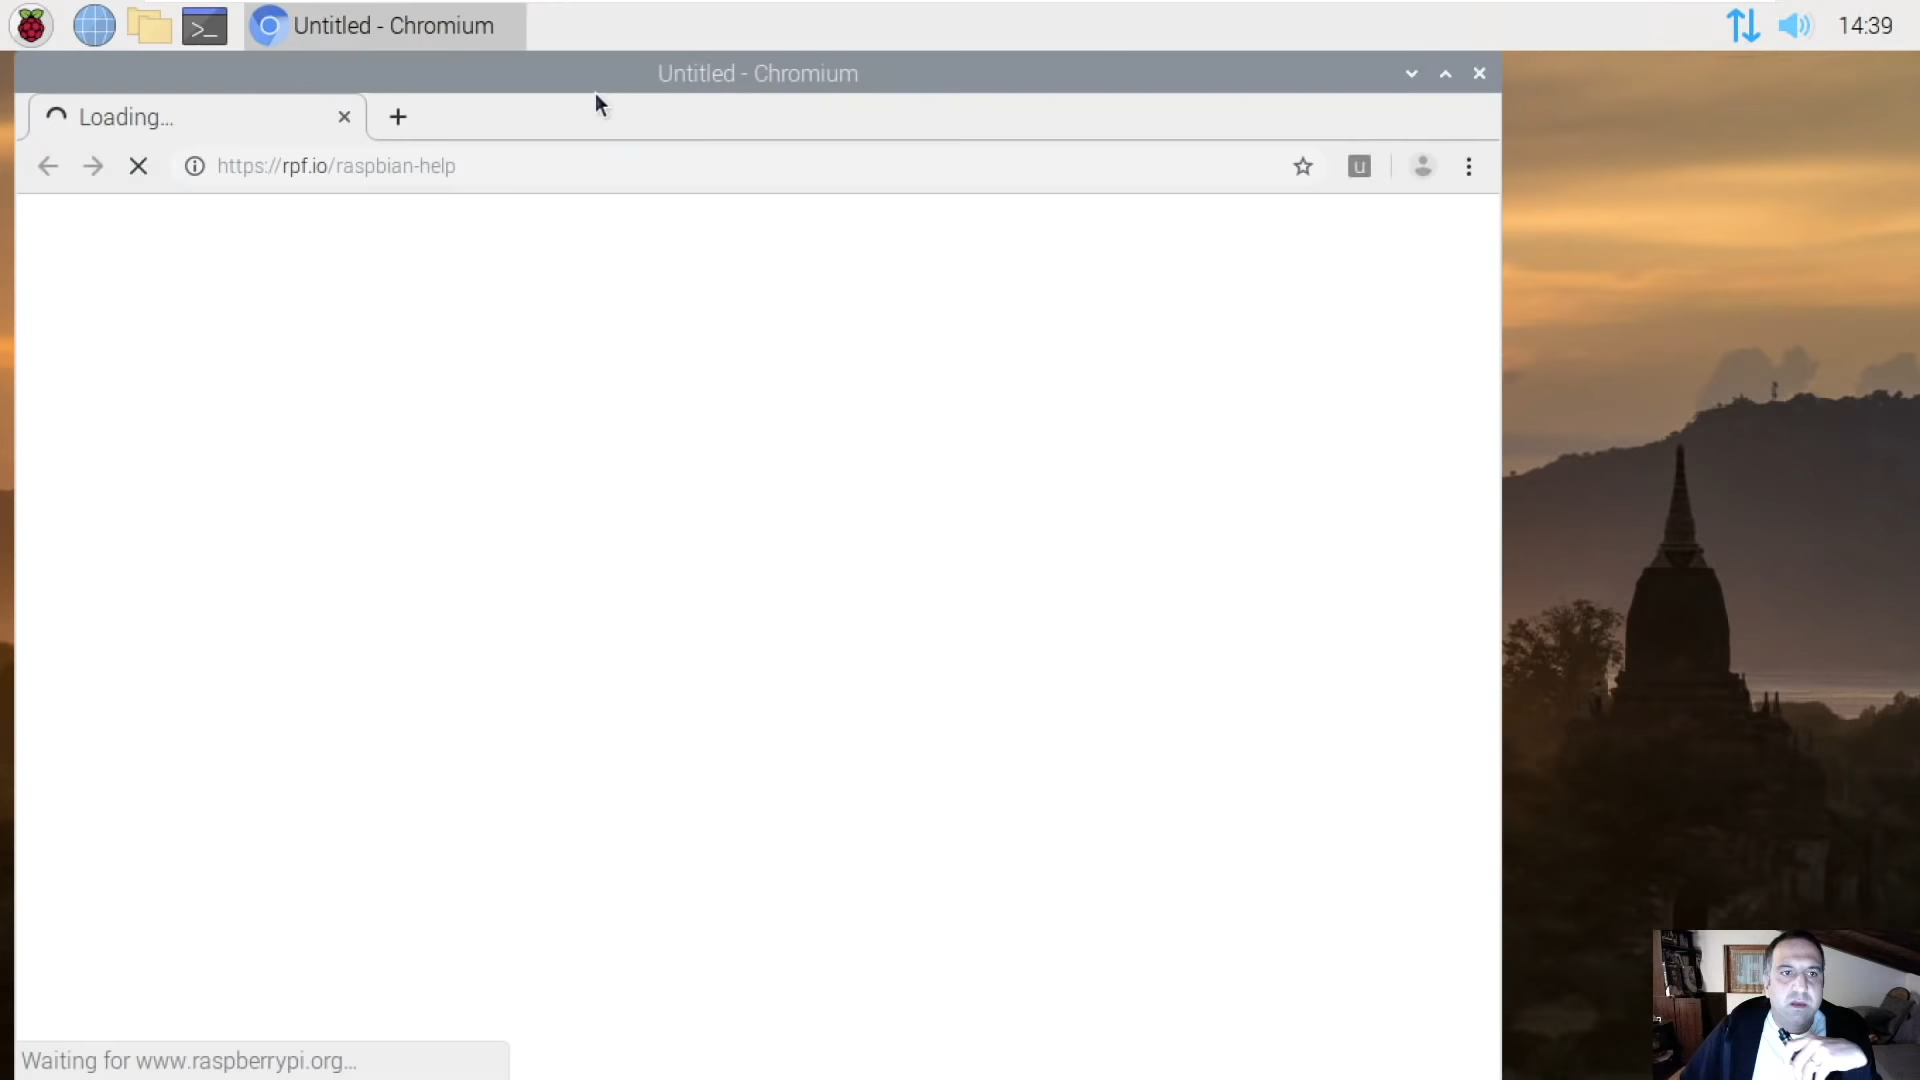 Untitled - Chromium
14:39
Untitled - Chromium
Loading...
https://rpf.io/raspbian-help
u
Waiting for www.raspberrypi.org...